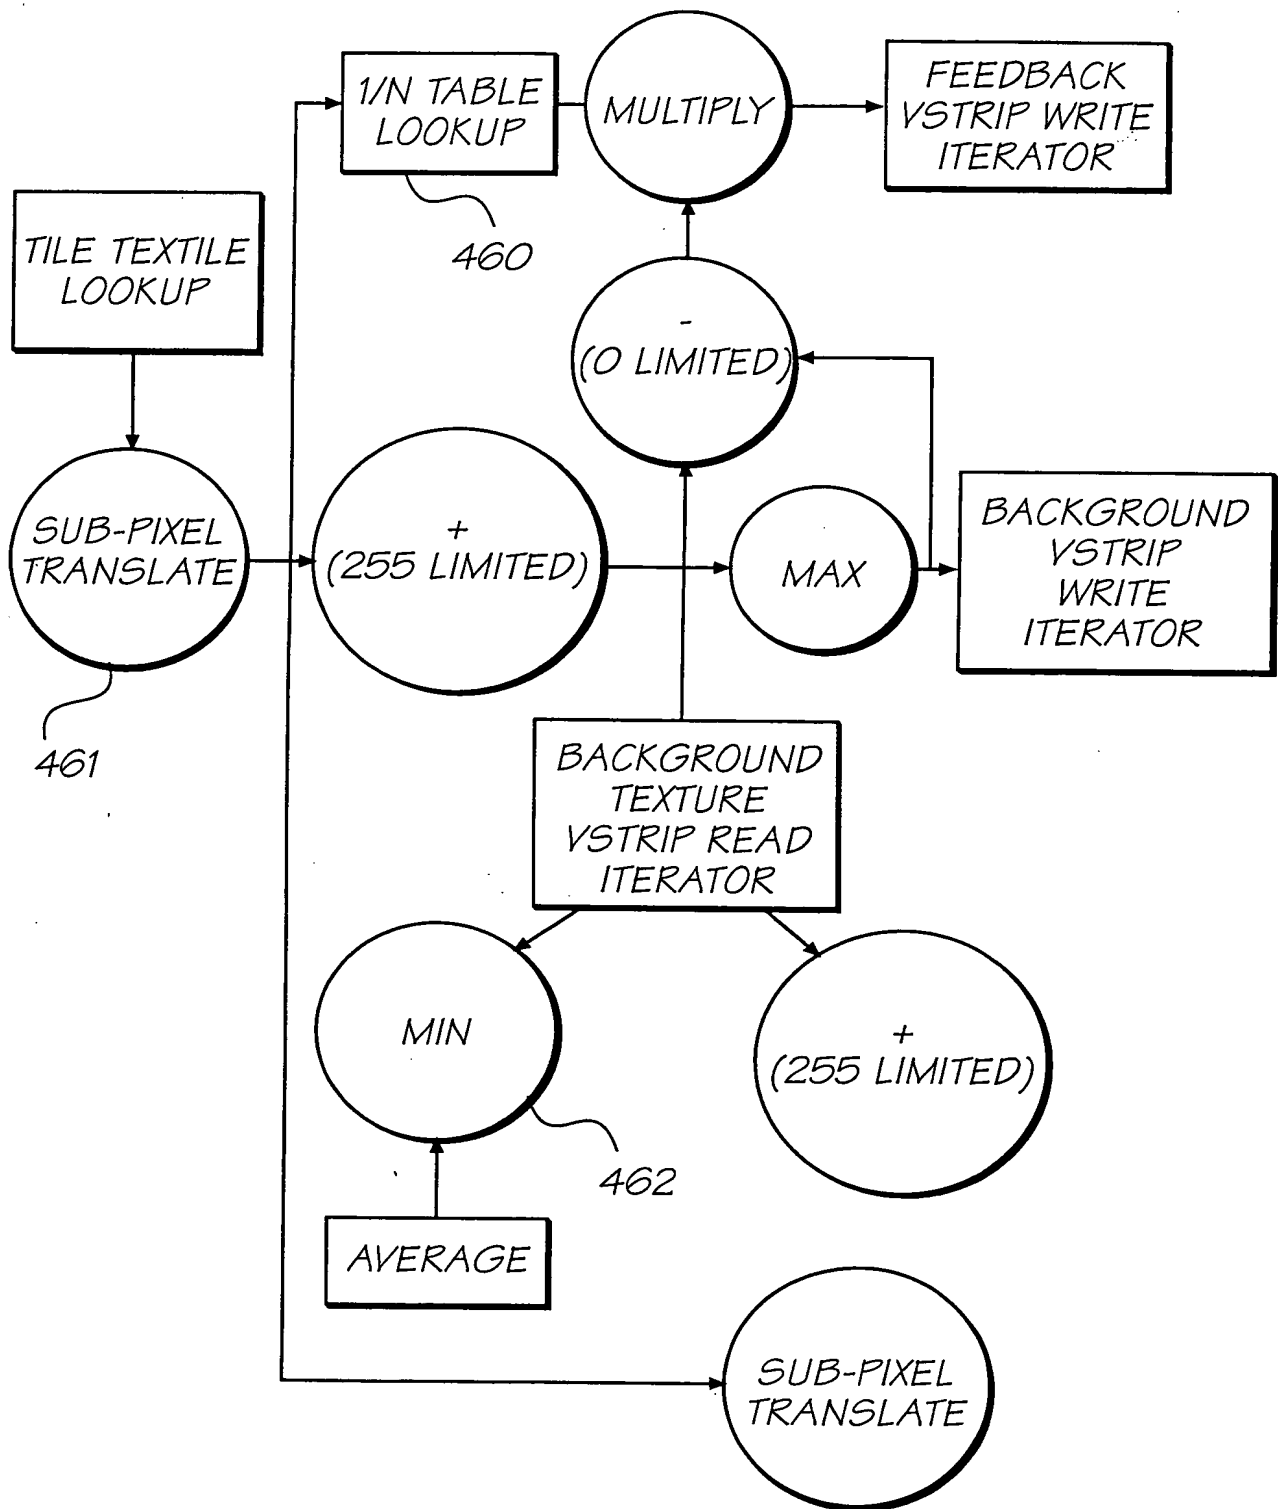 1/N TABLE
LOOKUP
MULTIPLY
FEEDBACK
VSTRIP WRITE
ITERATOR
460
TILE TEXTILE
LOOKUP
-
(0 LIMITED)
SUB-PIXEL
TRANSLATE
+
(255 LIMITED)
MAX
BACKGROUND
VSTRIP
WRITE
ITERATOR
461
BACKGROUND
TEXTURE
VSTRIP READ
ITERATOR
MIN
+
(255 LIMITED)
462
AVERAGE
SUB-PIXEL
TRANSLATE